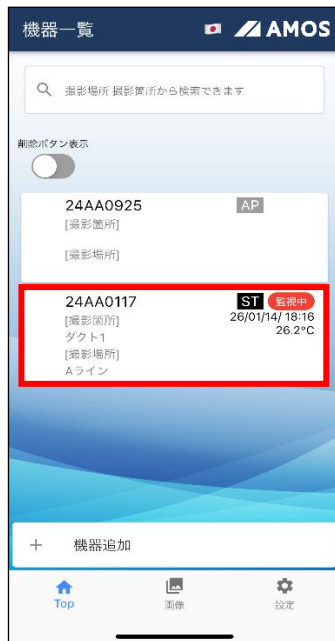 機器一覧
AMOS
撮影場所 撮影箇所から検索できます
削除ボタン表示
24AA0925 AP
[撮影箇所]
[撮影場所]
24AA0117 ST 監視中
[撮影箇所] 26/01/14/ 18:16
ダクト1 26.2°C
[撮影場所]
Aライン
+ 機器追加
Top 画像 設定